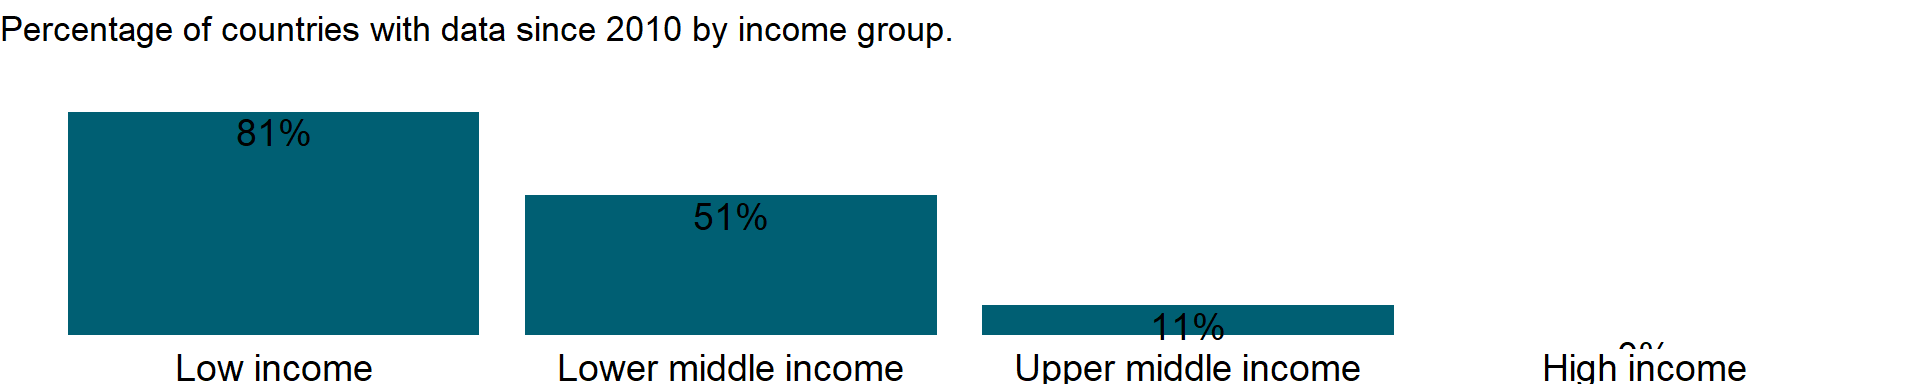 Percentage of countries with data since 2010 by income group.
81%
51%
11%
Low income
Lower middle income
Upper middle income
High income